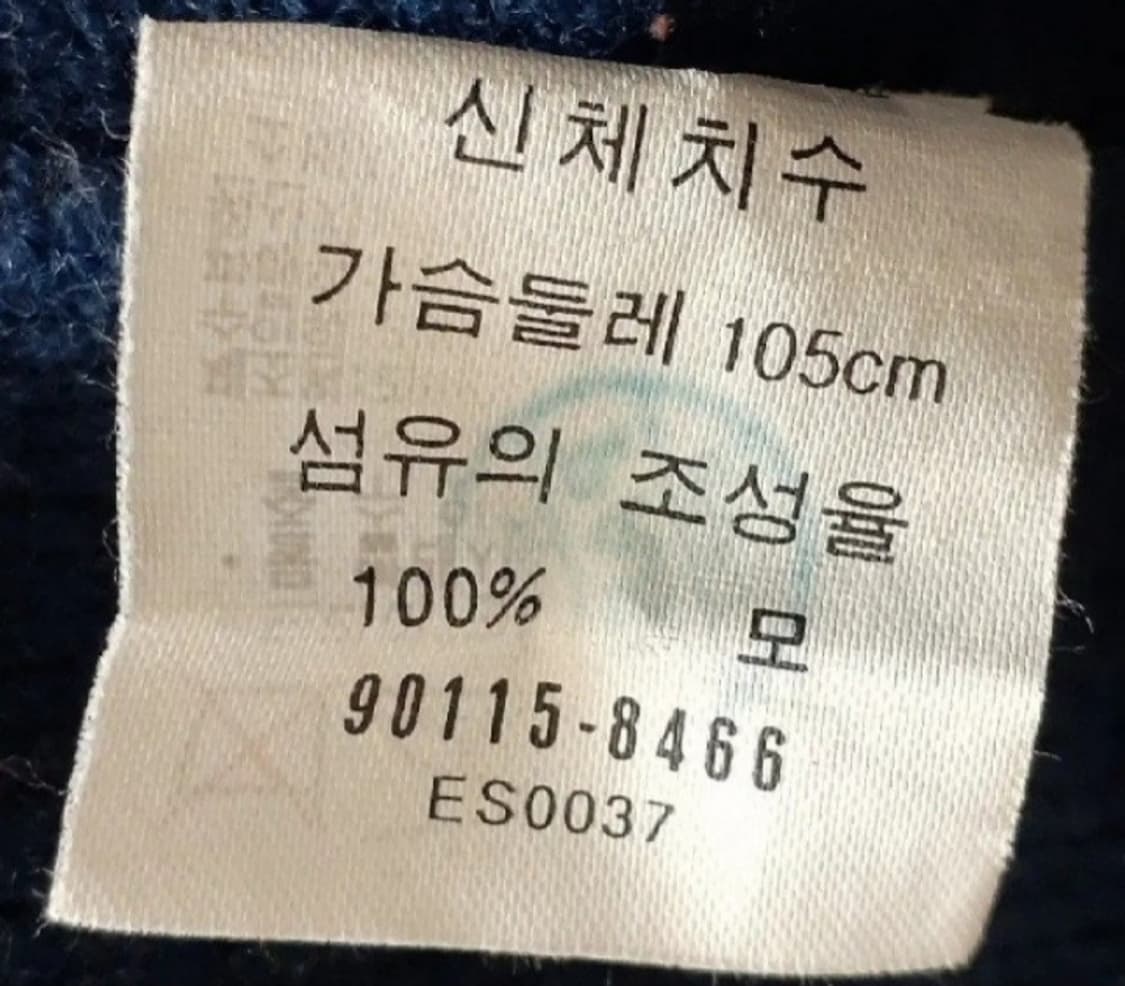 신체치수
가슴둘레 105cm
섬유의 조성율
100% 모
90115-8466
ES0037